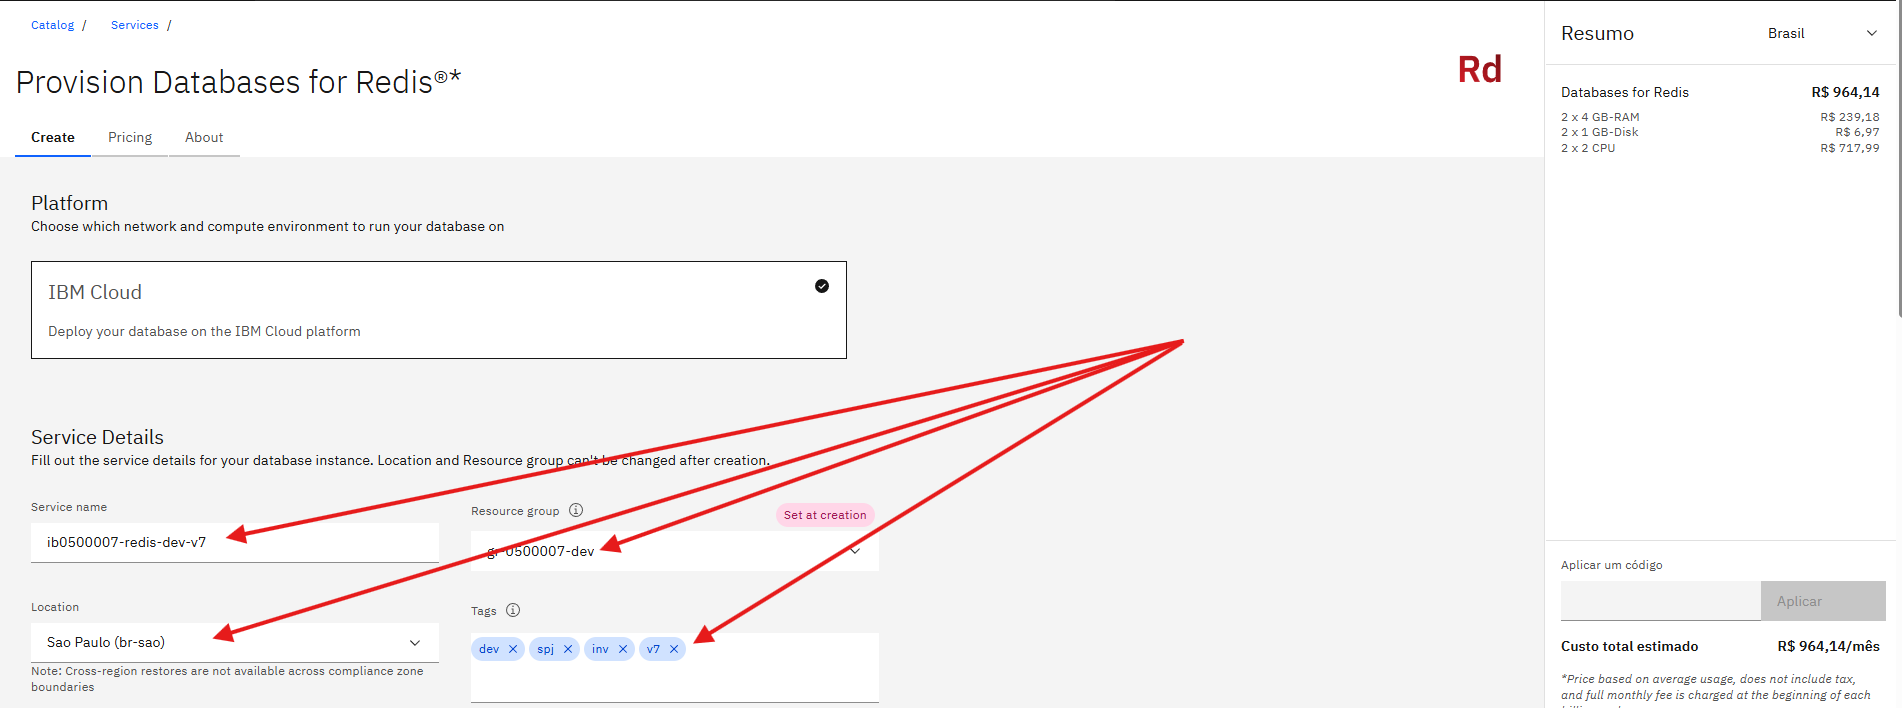 Catalog /
Services /
Provision Databases for Redis®*
Rd
Create
Pricing
About
Platform
Choose which network and compute environment to run your database on
IBM Cloud
Deploy your database on the IBM Cloud platform
Service Details
Fill out the service details for your database instance. Location and Resource group can't be changed after creation.
Service name
ib0500007-redis-dev-v7
Resource group
Set at creation
gr-0500007-dev
Location
Sao Paulo (br-sao)
Note: Cross-region restores are not available across compliance zone
boundaries
Tags
dev
spj
inv
v7
Resumo
Brasil
Databases for Redis R$ 964,14
2 x 4 GB-RAM R$ 239,18
2 x 1 GB-Disk R$ 6,97
2 x 2 CPU R$ 717,99
Aplicar um código
Aplicar
Custo total estimado R$ 964,14/mês
*Price based on average usage, does not include tax,
and full monthly fee is charged at the beginning of each